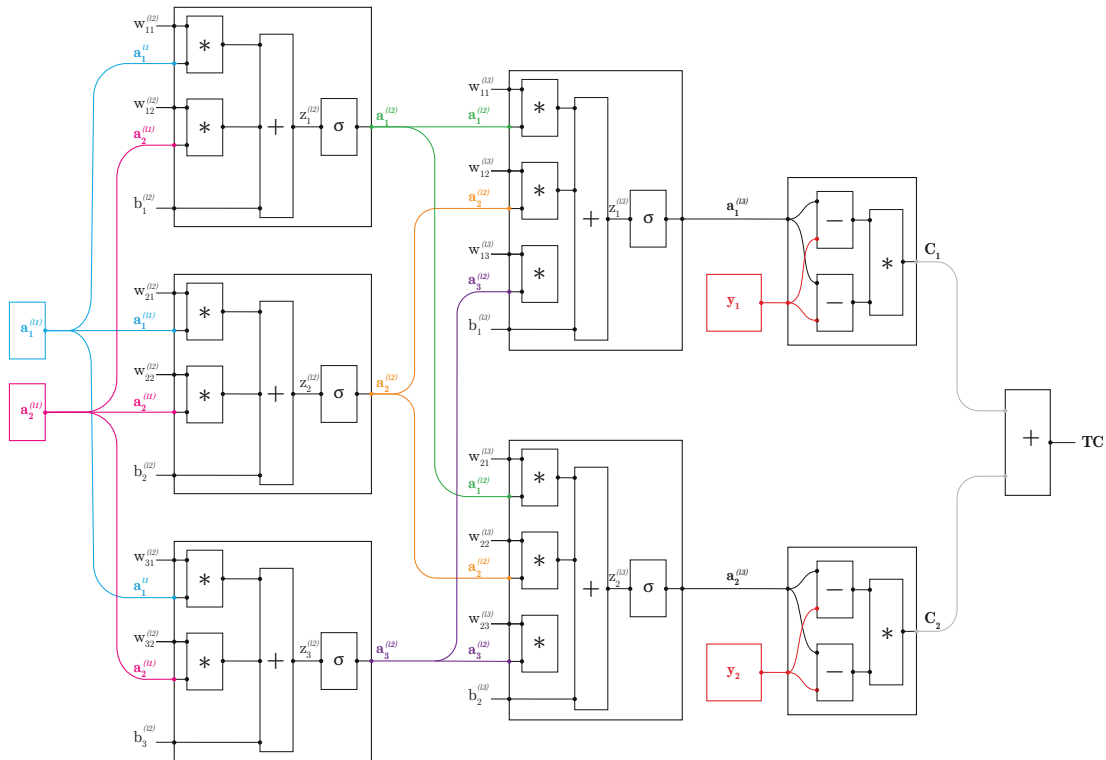 w₁₁⁽ˡ²⁾
*
a₁ˡ¹
w₁₂⁽ˡ²⁾
*
a₂⁽ˡ¹⁾
+
z₁⁽ˡ²⁾
σ
a₁⁽ˡ²⁾
b₁⁽ˡ²⁾
w₂₁⁽ˡ²⁾
*
a₁⁽ˡ¹⁾
w₂₂⁽ˡ²⁾
*
a₂⁽ˡ¹⁾
+
z₂⁽ˡ²⁾
σ
a₂⁽ˡ²⁾
b₂⁽ˡ²⁾
a₁⁽ˡ¹⁾
a₂⁽ˡ¹⁾
w₃₁⁽ˡ²⁾
*
a₁ˡ¹
w₃₂⁽ˡ²⁾
*
a₂⁽ˡ¹⁾
+
z₃⁽ˡ²⁾
σ
a₃⁽ˡ²⁾
b₃⁽ˡ²⁾
w₁₁⁽ˡ³⁾
*
a₁⁽ˡ²⁾
w₁₂⁽ˡ³⁾
*
a₂⁽ˡ²⁾
w₁₃⁽ˡ³⁾
*
a₃⁽ˡ²⁾
+
z₁⁽ˡ³⁾
σ
a₁⁽ˡ³⁾
b₁⁽ˡ³⁾
w₂₁⁽ˡ³⁾
*
a₁⁽ˡ²⁾
w₂₂⁽ˡ³⁾
*
a₂⁽ˡ²⁾
w₂₃⁽ˡ³⁾
*
a₃⁽ˡ²⁾
+
z₂⁽ˡ³⁾
σ
a₂⁽ˡ³⁾
b₂⁽ˡ³⁾
y₁
−
−
*
C₁
y₂
−
−
*
C₂
+
TC